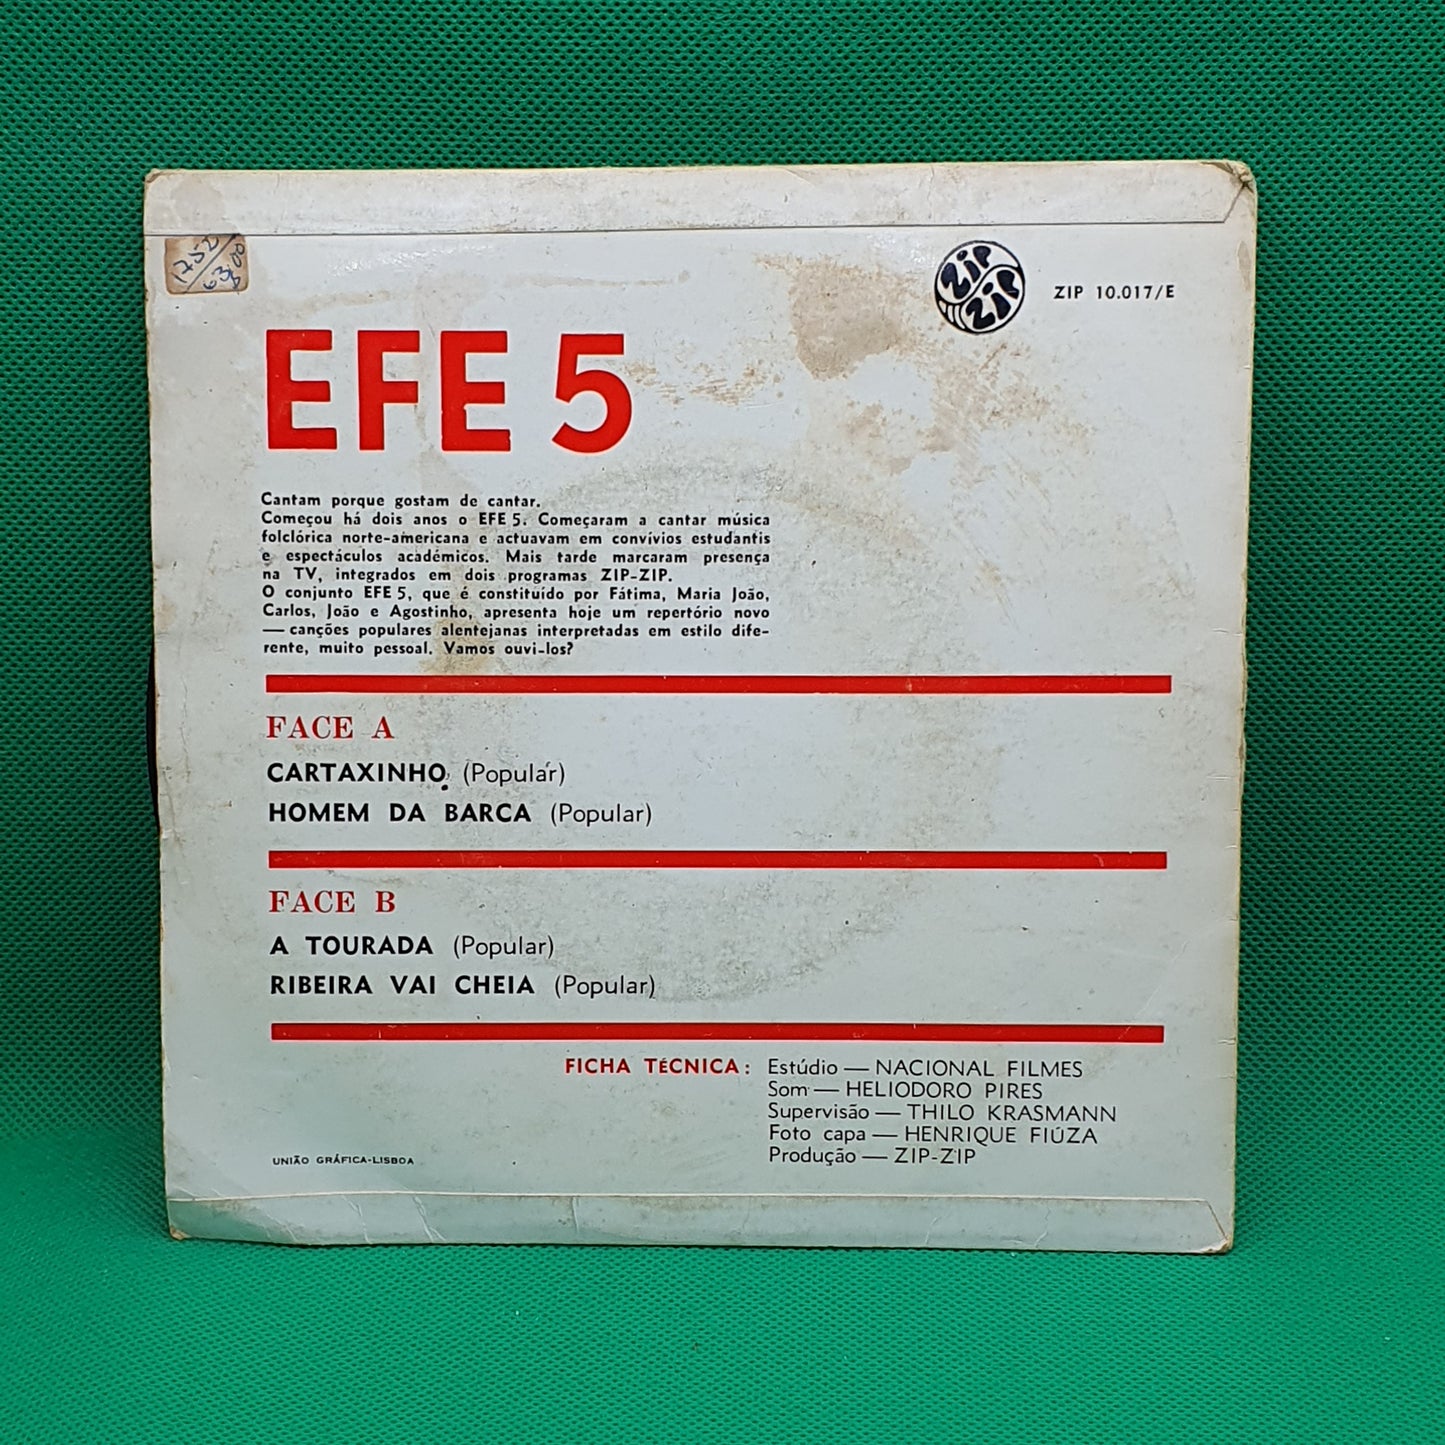 1752
63$00
ZIP
ZIP
ZIP 10.017/E
EFE 5
Cantam porque gostam de cantar.
Começou há dois anos o EFE 5. Começaram a cantar música
folclórica norte-americana e actuavam em convívios estudantis
e espectáculos académicos. Mais tarde marcaram presença
na TV, integrados em dois programas ZIP-ZIP.
O conjunto EFE 5, que é constituído por Fátima, Maria João,
Carlos, João e Agostinho, apresenta hoje um repertório novo
— canções populares alentejanas interpretadas em estilo dife-
rente, muito pessoal. Vamos ouvi-los?
FACE A
CARTAXINHO (Popular)
HOMEM DA BARCA (Popular)
FACE B
A TOURADA (Popular)
RIBEIRA VAI CHEIA (Popular)
FICHA TÉCNICA: Estúdio — NACIONAL FILMES
Som — HELIODORO PIRES
Supervisão — THILO KRASMANN
Foto capa — HENRIQUE FIÚZA
Produção — ZIP-ZIP
UNIÃO GRÁFICA-LISBOA